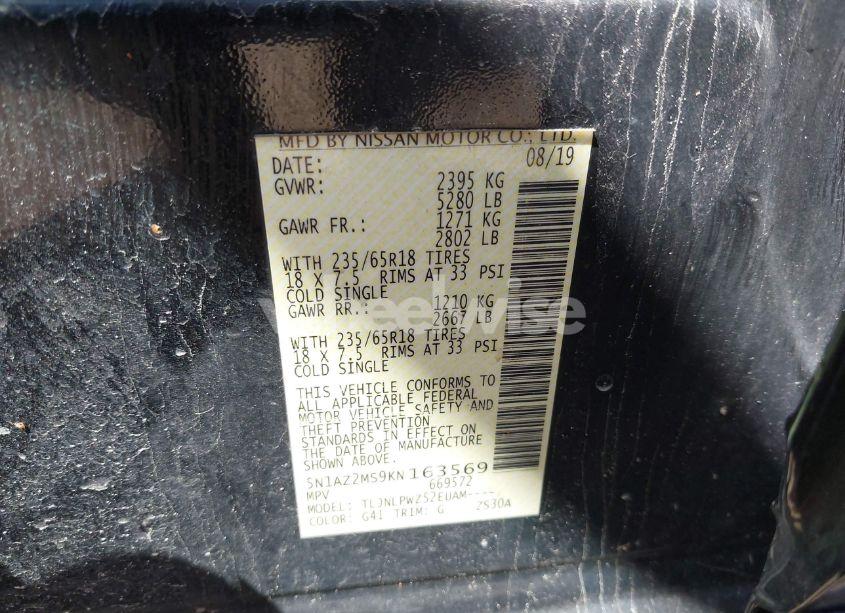 MFD BY NISSAN MOTOR CO., LTD.
DATE: 08/19
GVWR: 2395 KG
5280 LB
GAWR FR.: 1271 KG
2802 LB
WITH 235/65R18 TIRES
18 X 7.5 RIMS AT 33 PSI
COLD SINGLE
GAWR RR.: 1210 KG
2667 LB
WITH 235/65R18 TIRES
18 X 7.5 RIMS AT 33 PSI
COLD SINGLE
THIS VEHICLE CONFORMS TO
ALL APPLICABLE FEDERAL
MOTOR VEHICLE SAFETY AND
THEFT PREVENTION
STANDARDS IN EFFECT ON
THE DATE OF MANUFACTURE
SHOWN ABOVE.
5N1AZ2MS9KN163569
MPV 669572
MODEL: TLJNLPWZ52EUAM----
COLOR: G41 TRIM: G ZS30A
wheelwise